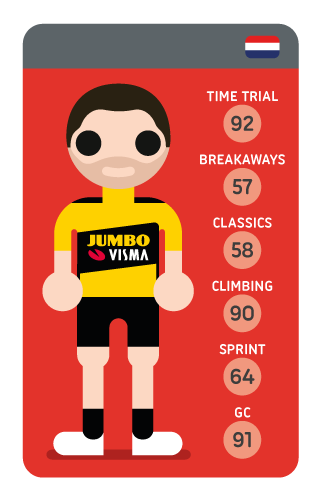 TIME TRIAL
92
BREAKAWAYS
57
CLASSICS
58
CLIMBING
90
SPRINT
64
GC
91
JUMBO
VISMA